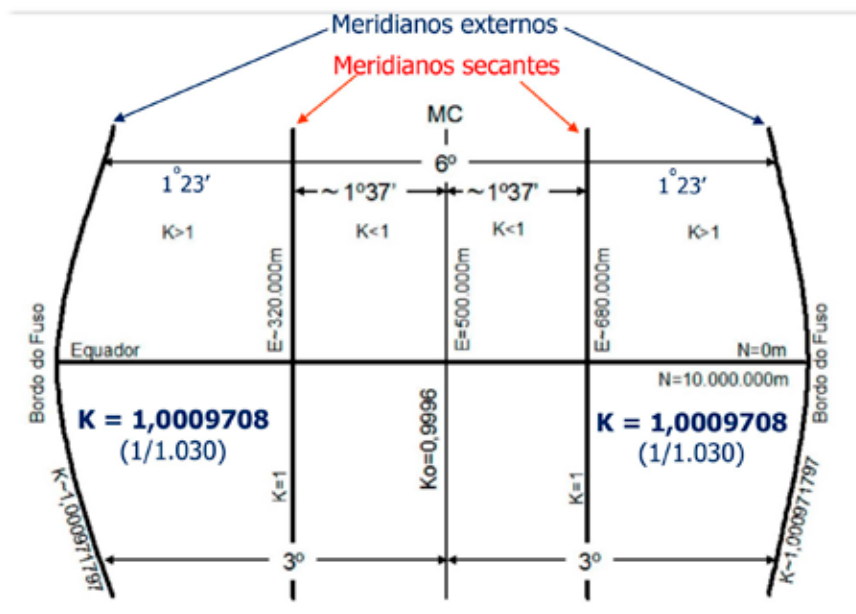 Meridianos externos
Meridianos secantes
MC
6º
1°23'
~ 1º37'
~ 1º37'
1°23'
K>1
K<1
K<1
K>1
E~320.000m
E=500.000m
E~680.000m
Bordo do Fuso
Equador
N=0m
Bordo do Fuso
N=10.000.000m
K = 1,0009708
(1/1.030)
K = 1,0009708
(1/1.030)
K=1
Ko=0,9996
K=1
K~1,000971797
K~1,000971797
3º
3º